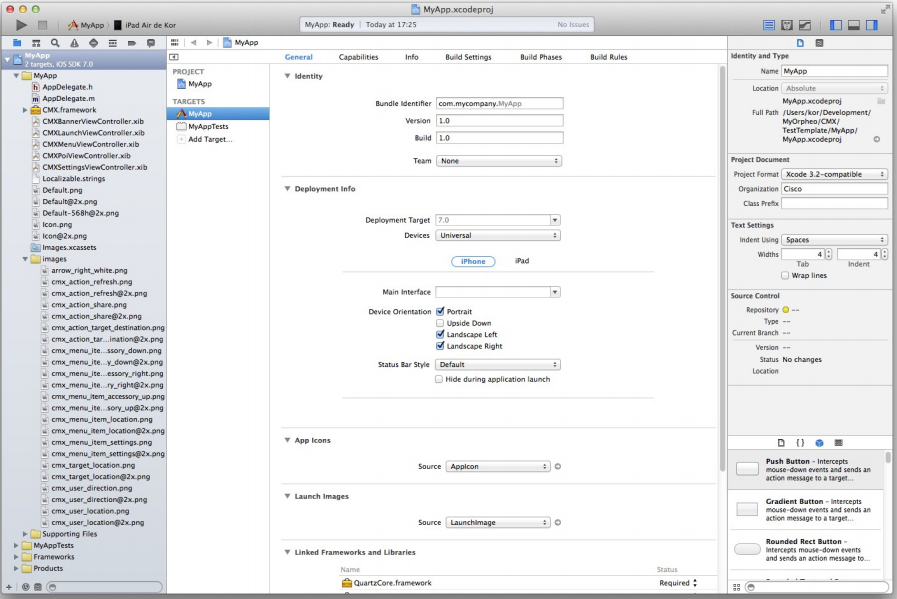 MyApp.xcodeproj
MyApp
iPad Air de Kor
MyApp: Ready
Today at 17:25
No Issues
MyApp
MyApp
2 targets, iOS SDK 7.0
MyApp
AppDelegate.h
AppDelegate.m
CMX.framework
CMXBannerViewController.xib
CMXLaunchViewController.xib
CMXMenuViewController.xib
CMXPoiViewController.xib
CMXSettingsViewController.xib
Localizable.strings
Default.png
Default@2x.png
Default-568h@2x.png
Icon.png
Icon@2x.png
Images.xcassets
images
arrow_right_white.png
cmx_action_refresh.png
cmx_action_refresh@2x.png
cmx_action_share.png
cmx_action_share@2x.png
cmx_action_target_destination.png
cmx_action_tar...ination@2x.png
cmx_menu_ite...ssory_down.png
cmx_menu_ite...y_down@2x.png
cmx_menu_ite...essory_right.png
cmx_menu_ite...ry_right@2x.png
cmx_menu_item_accessory_up.png
cmx_menu_ite...sory_up@2x.png
cmx_menu_item_location.png
cmx_menu_item_location@2x.png
cmx_menu_item_settings.png
cmx_menu_item_settings@2x.png
cmx_target_location.png
cmx_target_location@2x.png
cmx_user_direction.png
cmx_user_direction@2x.png
cmx_user_location.png
cmx_user_location@2x.png
Supporting Files
MyAppTests
Frameworks
Products
PROJECT
MyApp
TARGETS
MyApp
MyAppTests
Add Target...
General
Capabilities
Info
Build Settings
Build Phases
Build Rules
Identity
Bundle Identifier com.mycompany.MyApp
Version 1.0
Build 1.0
Team None
Deployment Info
Deployment Target 7.0
Devices Universal
iPhone iPad
Main Interface
Device Orientation Portrait
Upside Down
Landscape Left
Landscape Right
Status Bar Style Default
Hide during application launch
App Icons
Source AppIcon
Launch Images
Source LaunchImage
Linked Frameworks and Libraries
Name Status
QuartzCore.framework Required
Identity and Type
Name MyApp
Location Absolute
MyApp.xcodeproj
Full Path /Users/kor/Development/
MyOrpheo/CMX/
TestTemplate/MyApp/
MyApp.xcodeproj
Project Document
Project Format Xcode 3.2-compatible
Organization Cisco
Class Prefix
Text Settings
Indent Using Spaces
Widths 4 4
Tab Indent
Wrap lines
Source Control
Repository --
Type --
Current Branch --
Version --
Status No changes
Location
Push Button - Intercepts
mouse-down events and sends an
action message to a target...
Gradient Button - Intercepts
mouse-down events and sends an
action message to a target...
Rounded Rect Button -
Intercepts mouse-down events
and sends an action message to...